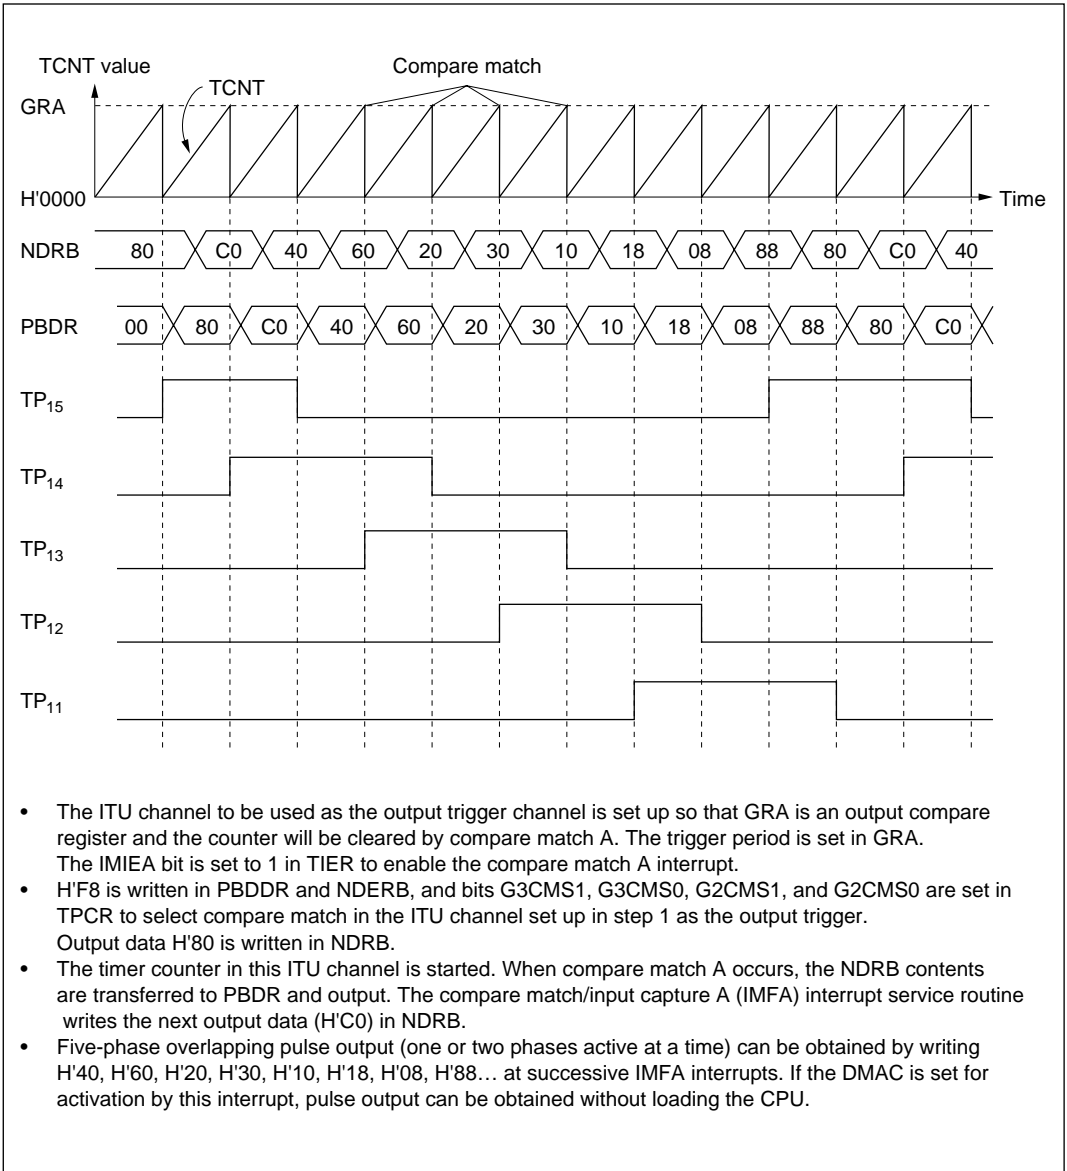 TCNT value
Compare match
TCNT
GRA
H'0000
Time
NDRB 80 C0 40 60 20 30 10 18 08 88 80 C0 40
PBDR 00 80 C0 40 60 20 30 10 18 08 88 80 C0
TP15
TP14
TP13
TP12
TP11
• The ITU channel to be used as the output trigger channel is set up so that GRA is an output compare
register and the counter will be cleared by compare match A. The trigger period is set in GRA.
The IMIEA bit is set to 1 in TIER to enable the compare match A interrupt.
• H'F8 is written in PBDDR and NDERB, and bits G3CMS1, G3CMS0, G2CMS1, and G2CMS0 are set in
TPCR to select compare match in the ITU channel set up in step 1 as the output trigger.
Output data H'80 is written in NDRB.
• The timer counter in this ITU channel is started. When compare match A occurs, the NDRB contents
are transferred to PBDR and output. The compare match/input capture A (IMFA) interrupt service routine
writes the next output data (H'C0) in NDRB.
• Five-phase overlapping pulse output (one or two phases active at a time) can be obtained by writing
H'40, H'60, H'20, H'30, H'10, H'18, H'08, H'88… at successive IMFA interrupts. If the DMAC is set for
activation by this interrupt, pulse output can be obtained without loading the CPU.